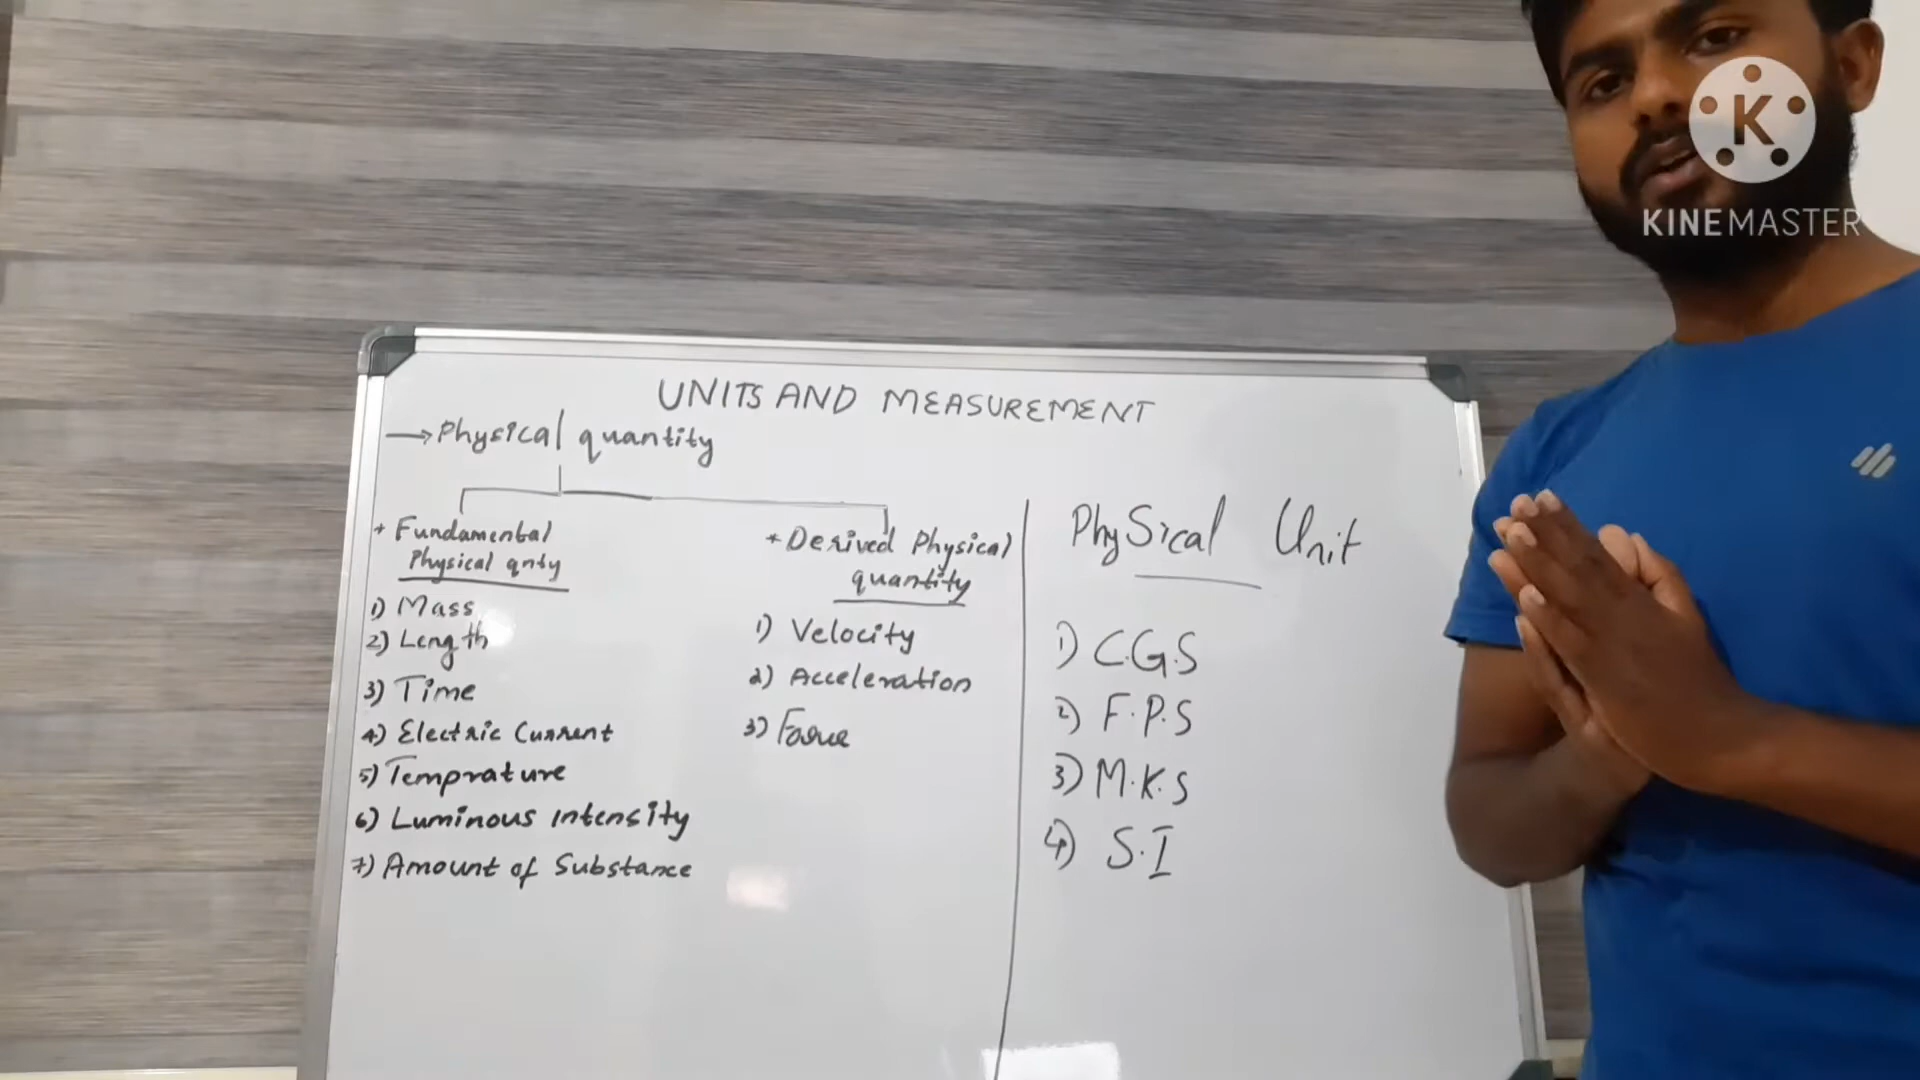 K
KINEMASTER
UNITS AND MEASUREMENT
→ Physical quantity
* Fundamental
Physical qnty
1) Mass
2) Length
3) Time
4) Electric Current
5) Temprature
6) Luminous intensity
7) Amount of Substance
* Derived Physical
quantity
1) Velocity
2) Acceleration
3) Force
Physical Unit
1) C.G.S
2) F.P.S
3) M.K.S
4) S.I